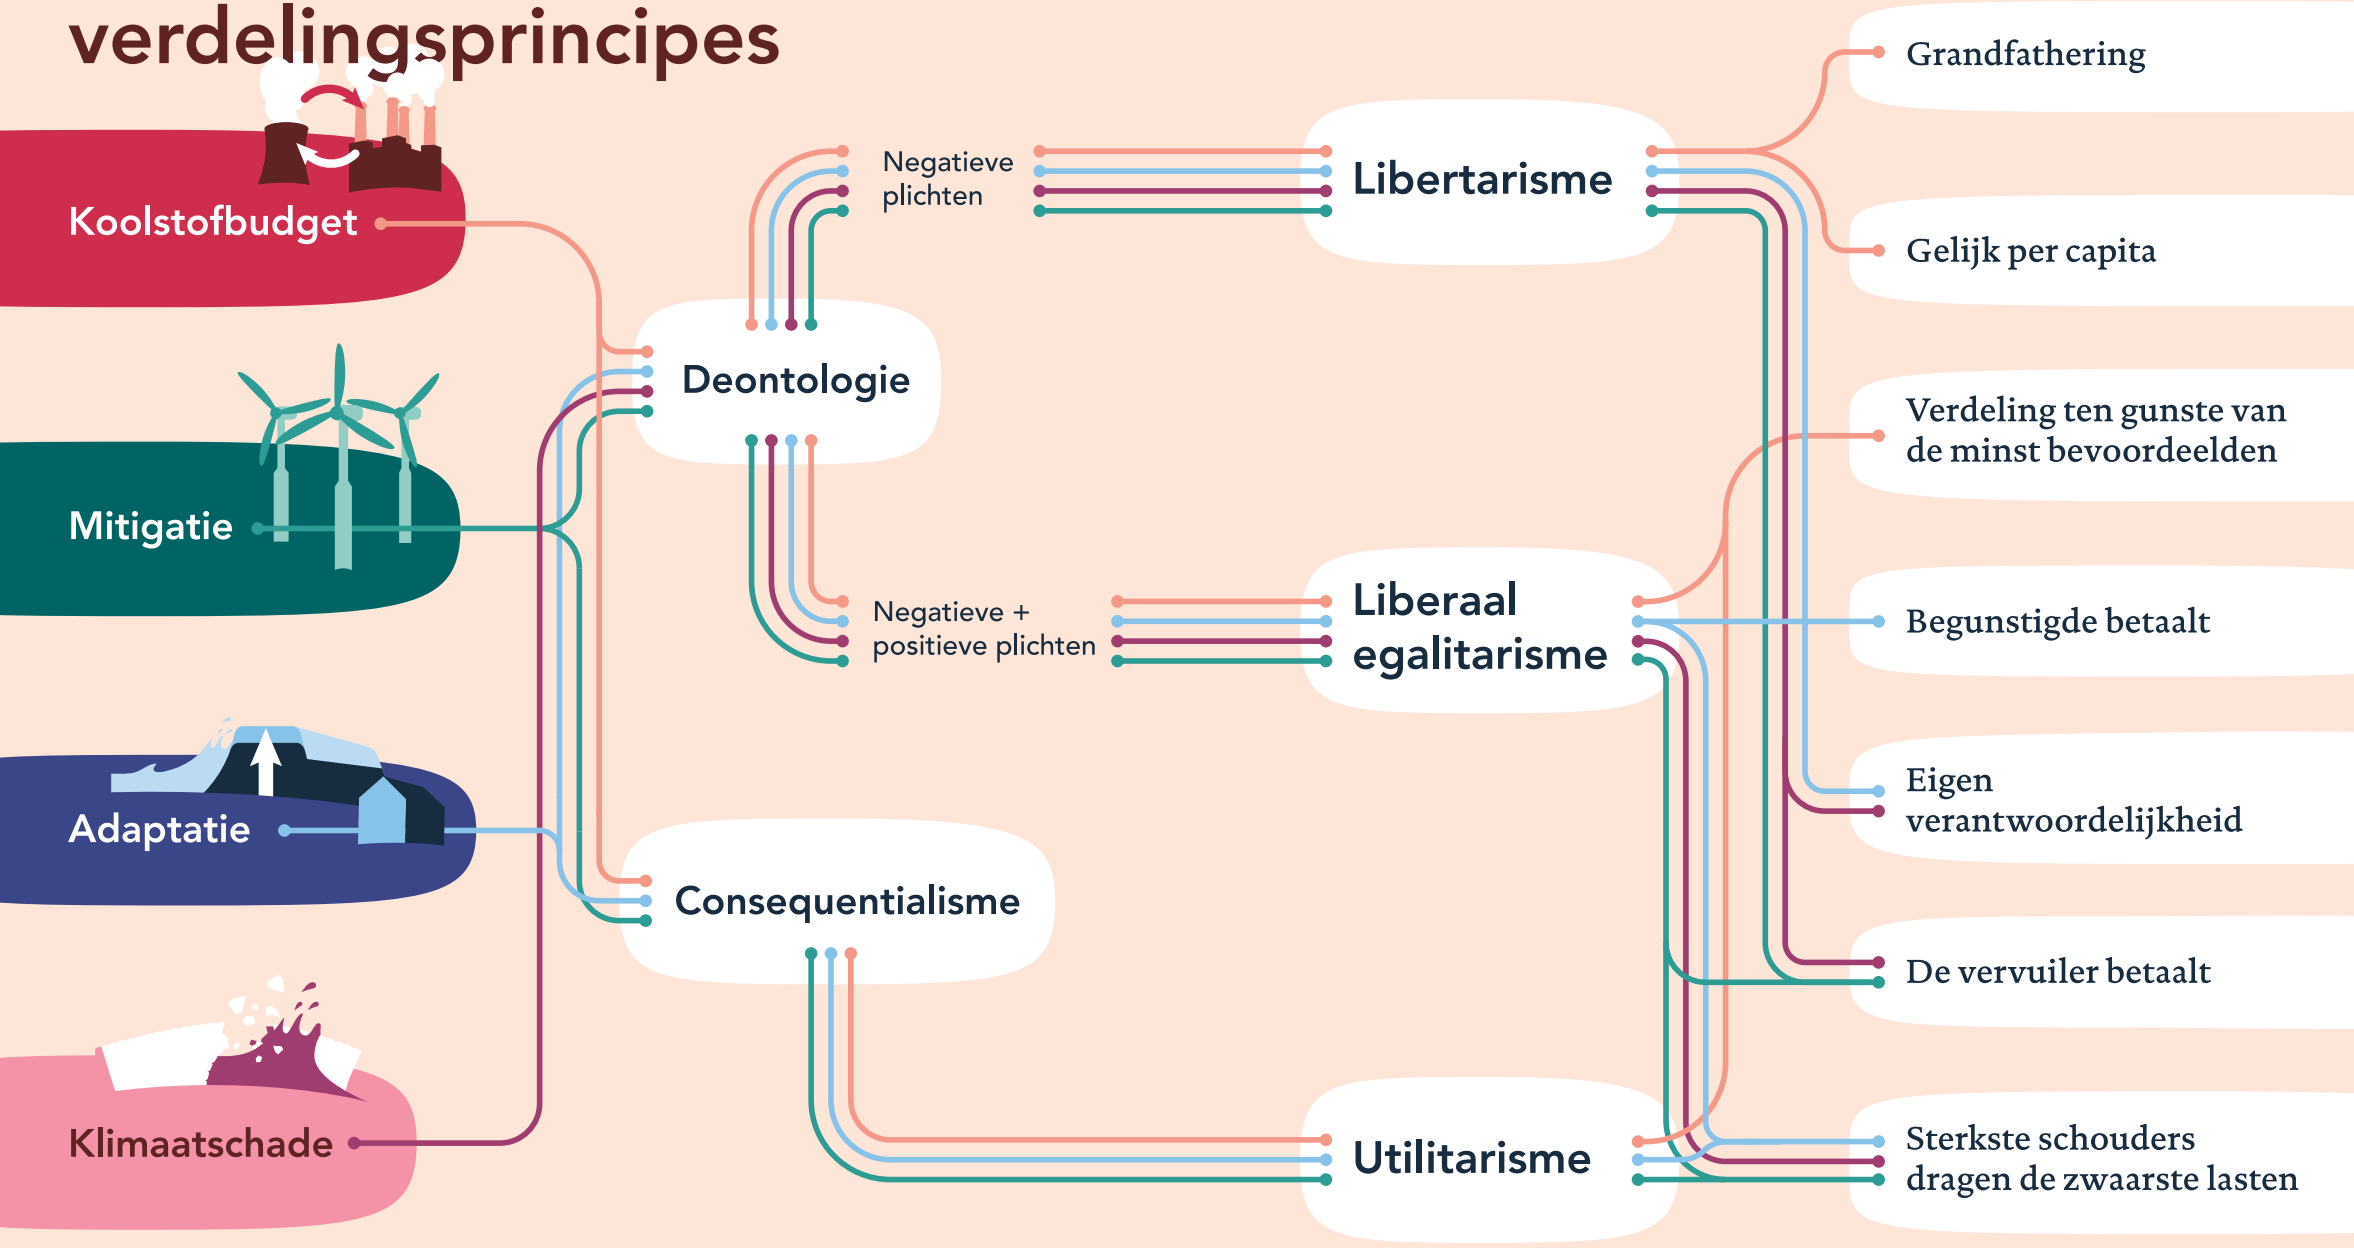 verdelingsprincipes
Koolstofbudget
Mitigatie
Adaptatie
Klimaatschade
Deontologie
Consequentialisme
Negatieve
plichten
Negatieve +
positieve plichten
Libertarisme
Liberaal
egalitarisme
Utilitarisme
Grandfathering
Gelijk per capita
Verdeling ten gunste van
de minst bevoordeelden
Begunstigde betaalt
Eigen
verantwoordelijkheid
De vervuiler betaalt
Sterkste schouders
dragen de zwaarste lasten